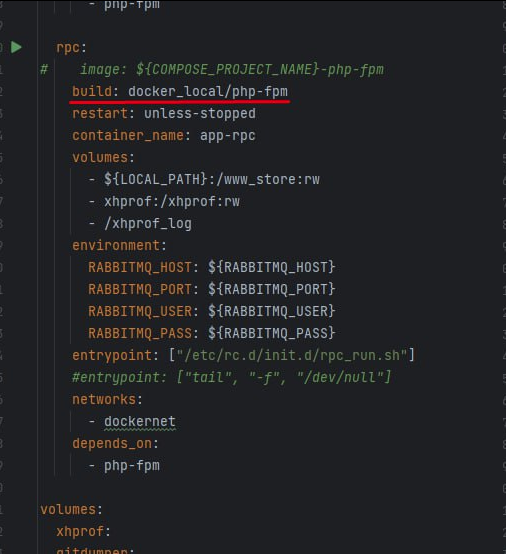 - php-fpm
rpc:
# image: ${COMPOSE_PROJECT_NAME}-php-fpm
build: docker_local/php-fpm
restart: unless-stopped
container_name: app-rpc
volumes:
- ${LOCAL_PATH}:/www_store:rw
- xhprof:/xhprof:rw
- /xhprof_log
environment:
RABBITMQ_HOST: ${RABBITMQ_HOST}
RABBITMQ_PORT: ${RABBITMQ_PORT}
RABBITMQ_USER: ${RABBITMQ_USER}
RABBITMQ_PASS: ${RABBITMQ_PASS}
entrypoint: ["/etc/rc.d/init.d/rpc_run.sh"]
#entrypoint: ["tail", "-f", "/dev/null"]
networks:
- dockernet
depends_on:
- php-fpm
volumes:
xhprof:
gitdumper: